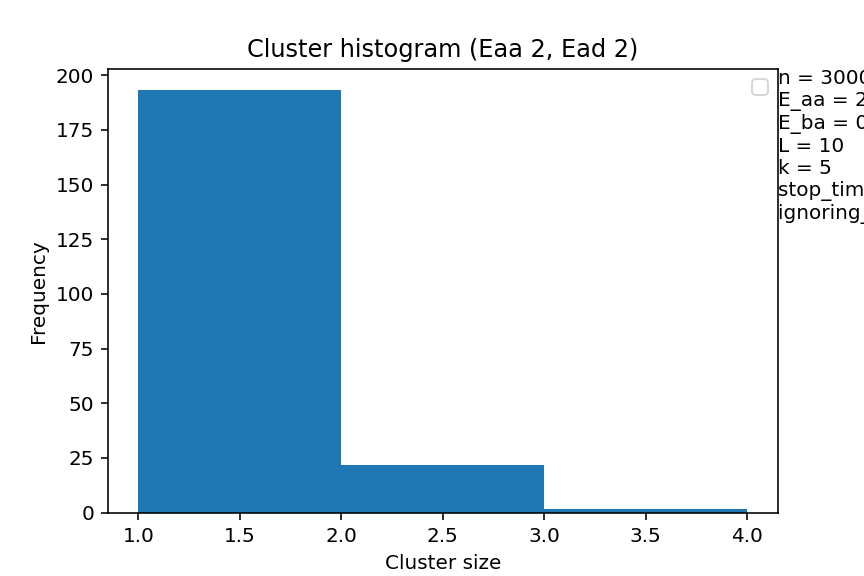 Cluster histogram (Eaa 2, Ead 2)
200
175
150
125
100
75
50
25
0
Frequency
1.0 1.5 2.0 2.5 3.0 3.5 4.0
Cluster size
n = 3000
E_aa = 2
E_ba = 0
L = 10
k = 5
stop_tim
ignoring_